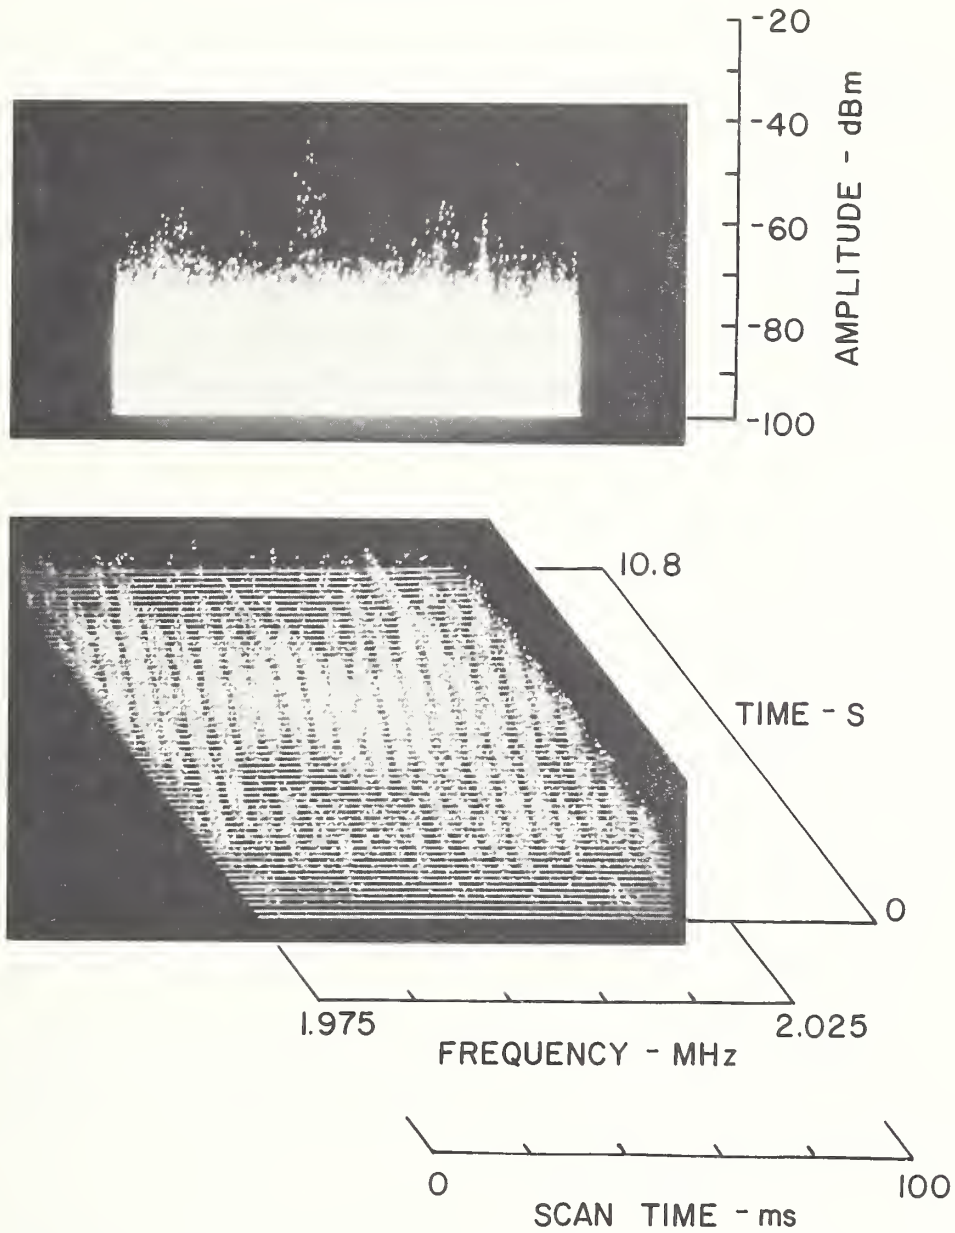 -20
-40
-60
-80
-100
AMPLITUDE - dBm
10.8
TIME - S
0
1.975
2.025
FREQUENCY - MHz
0
100
SCAN TIME - ms